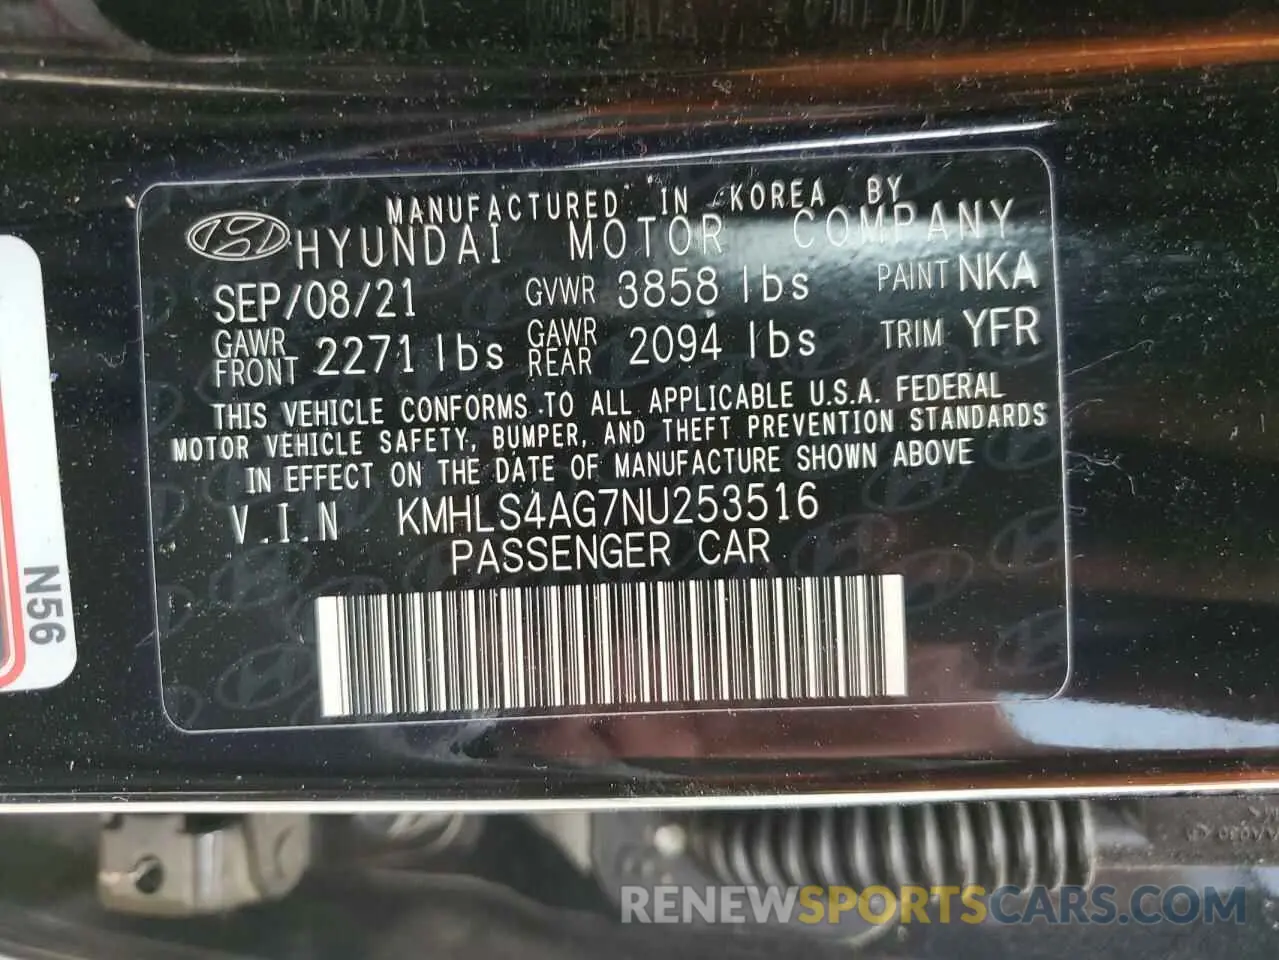 MANUFACTURED IN KOREA BY
HYUNDAI MOTOR COMPANY
SEP/08/21 GVWR 3858 lbs PAINT NKA
GAWR FRONT 2271 lbs GAWR REAR 2094 lbs TRIM YFR
THIS VEHICLE CONFORMS TO ALL APPLICABLE U.S.A. FEDERAL
MOTOR VEHICLE SAFETY, BUMPER, AND THEFT PREVENTION STANDARDS
IN EFFECT ON THE DATE OF MANUFACTURE SHOWN ABOVE
V.I.N KMHLS4AG7NU253516
PASSENGER CAR
N56
RENEWSPORTSCARS.COM